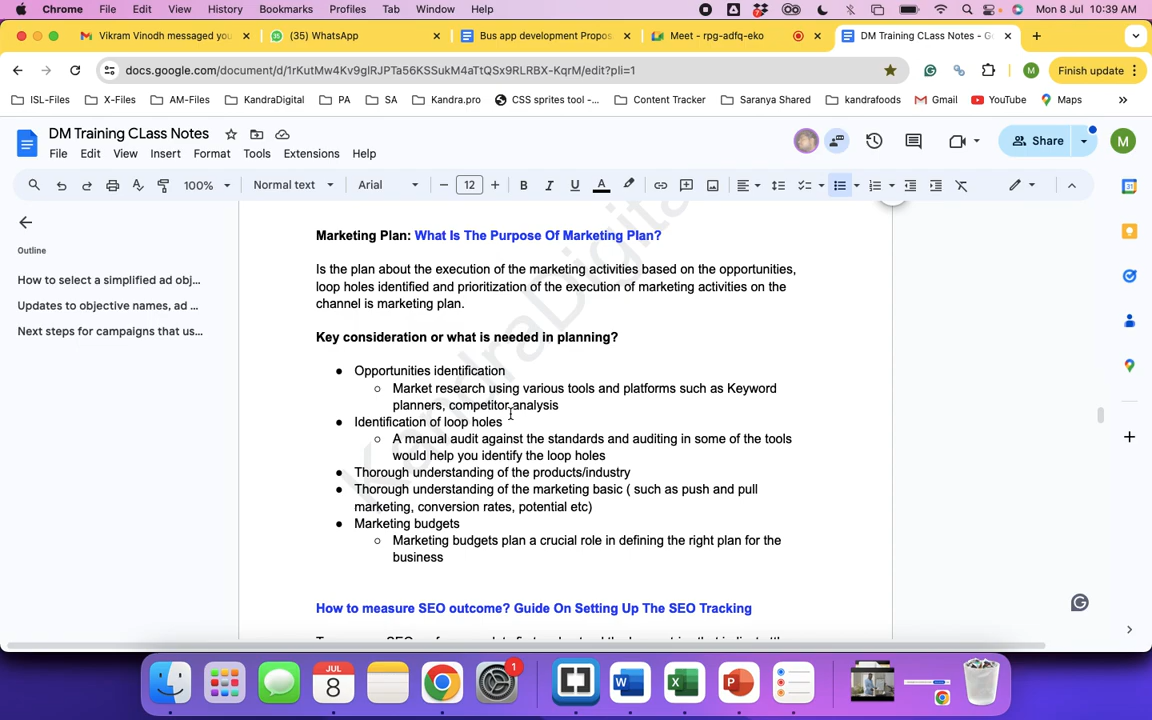 Chrome File Edit View History Bookmarks Profiles Tab Window Help Mon 8 Jul 10:39 AM
Vikram Vinodh messaged yo
(35) WhatsApp
Bus app development Propos
Meet - rpg-adfq-eko
DM Training CLass Notes - G
docs.google.com/document/d/1rKutMw4Kv9glRJPTa56KSSukM4aTtQSx9RLRBX-KqrM/edit?pli=1
M
Finish update
ISL-Files X-Files AM-Files KandraDigital PA SA Kandra.pro CSS sprites tool -... Content Tracker Saranya Shared kandrafoods Gmail YouTube Maps
DM Training CLass Notes
File Edit View Insert Format Tools Extensions Help
Share
M
100% Normal text Arial 12 B I U A
Outline
How to select a simplified ad obj...
Updates to objective names, ad ...
Next steps for campaigns that us...
KandraDigital
Marketing Plan: What Is The Purpose Of Marketing Plan?
Is the plan about the execution of the marketing activities based on the opportunities,
loop holes identified and prioritization of the execution of marketing activities on the
channel is marketing plan.
Key consideration or what is needed in planning?
● Opportunities identification
○ Market research using various tools and platforms such as Keyword
planners, competitor analysis
● Identification of loop holes
○ A manual audit against the standards and auditing in some of the tools
would help you identify the loop holes
● Thorough understanding of the products/industry
● Thorough understanding of the marketing basic ( such as push and pull
marketing, conversion rates, potential etc)
● Marketing budgets
○ Marketing budgets plan a crucial role in defining the right plan for the
business
How to measure SEO outcome? Guide On Setting Up The SEO Tracking
31
JUL
8
1
W
X
P